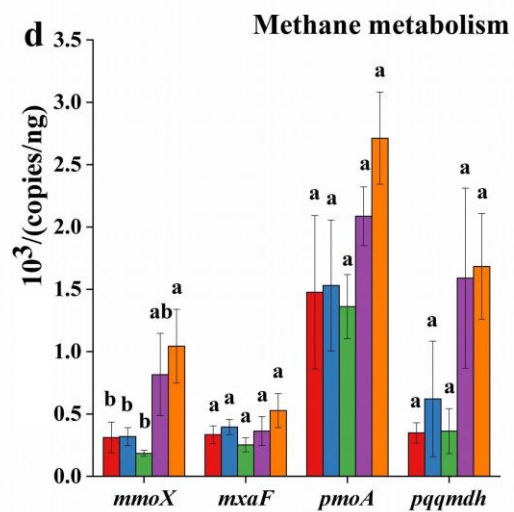 d
Methane metabolism
10³/(copies/ng)
3.5
3.0
2.5
2.0
1.5
1.0
0.5
0.0
b b b ab a
a a a a a
a a a a a
a a a a a
mmoX mxaF pmoA pqqmdh